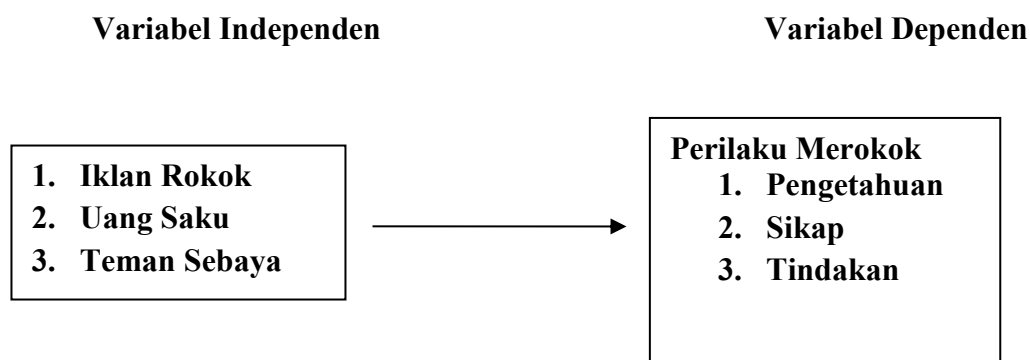 Variabel Independen
Variabel Dependen
1. Iklan Rokok
2. Uang Saku
3. Teman Sebaya
Perilaku Merokok
1. Pengetahuan
2. Sikap
3. Tindakan